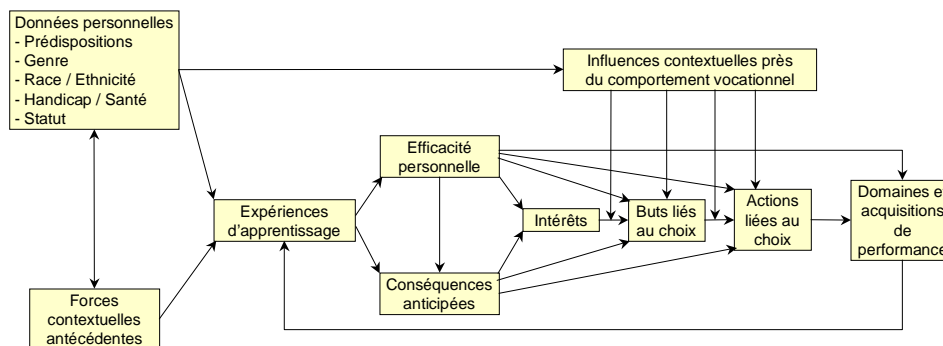 Données personnelles
- Prédispositions
- Genre
- Race / Ethnicité
- Handicap / Santé
- Statut
Influences contextuelles près
du comportement vocationnel
Efficacité
personnelle
Expériences
d'apprentissage
Intérêts
Buts liés
au choix
Actions
liées au
choix
Domaines et
acquisitions
de
performance
Conséquences
anticipées
Forces
contextuelles
antécédentes